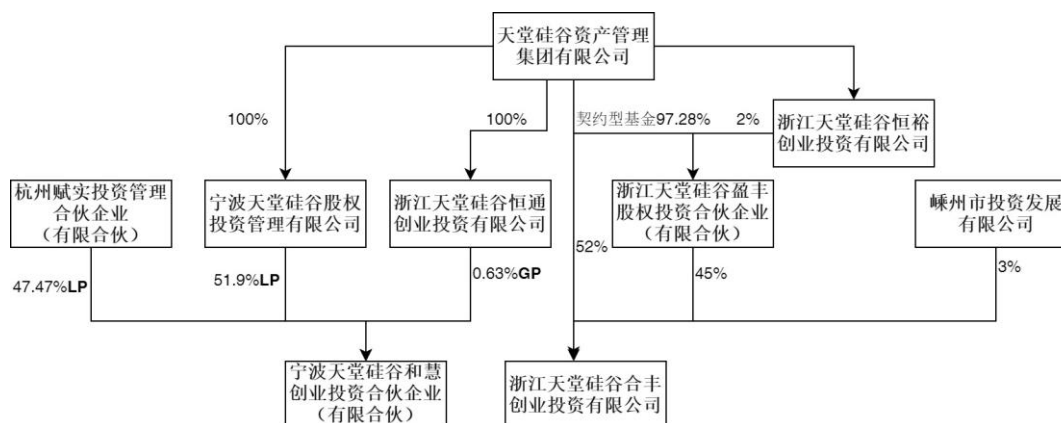 天堂硅谷资产管理
集团有限公司
100%
100%
契约型基金97.28%
2%
浙江天堂硅谷恒裕
创业投资有限公司
杭州赋实投资管理
合伙企业
（有限合伙）
宁波天堂硅谷股权
投资管理有限公司
浙江天堂硅谷恒通
创业投资有限公司
浙江天堂硅谷盈丰
股权投资合伙企业
（有限合伙）
嵊州市投资发展
有限公司
47.47%LP
51.9%LP
0.63%GP
52%
45%
3%
宁波天堂硅谷和慧
创业投资合伙企业
（有限合伙）
浙江天堂硅谷合丰
创业投资有限公司